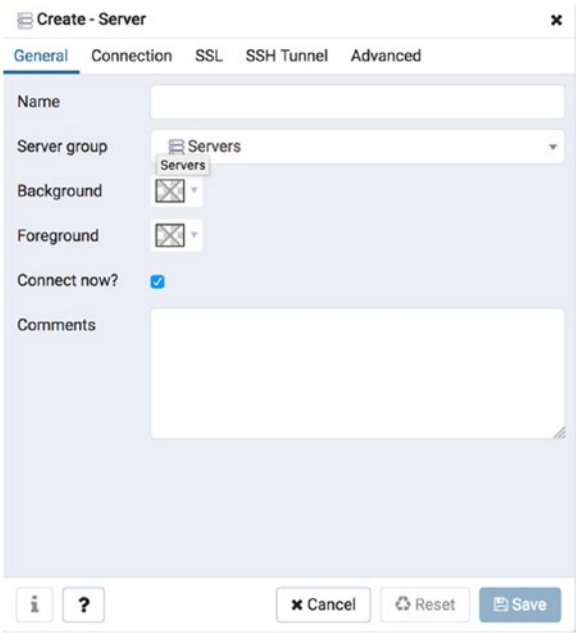 Create - Server
General Connection SSL SSH Tunnel Advanced
Name
Server group Servers
Servers
Background
Foreground
Connect now?
Comments
i ? Cancel Reset Save